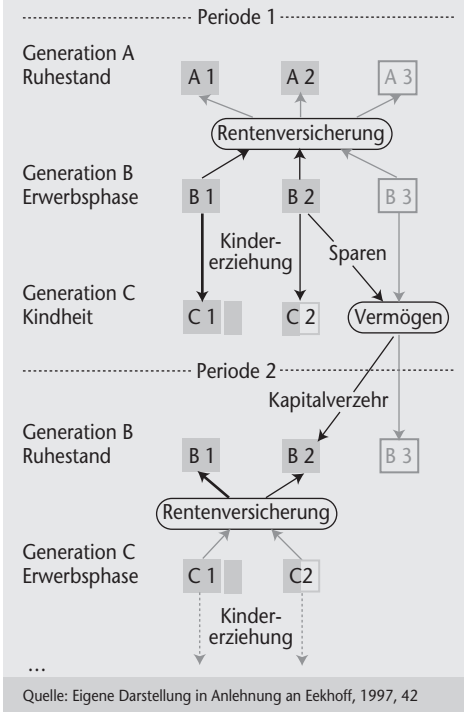 Periode 1
Generation A
Ruhestand
A 1
A 2
A 3
Rentenversicherung
Generation B
Erwerbsphase
B 1
B 2
B 3
Kinder-
erziehung
Sparen
Generation C
Kindheit
C 1
C 2
Vermögen
Periode 2
Kapitalverzehr
Generation B
Ruhestand
B 1
B 2
B 3
Rentenversicherung
Generation C
Erwerbsphase
C 1
C2
Kinder-
erziehung
...
Quelle: Eigene Darstellung in Anlehnung an Eekhoff, 1997, 42